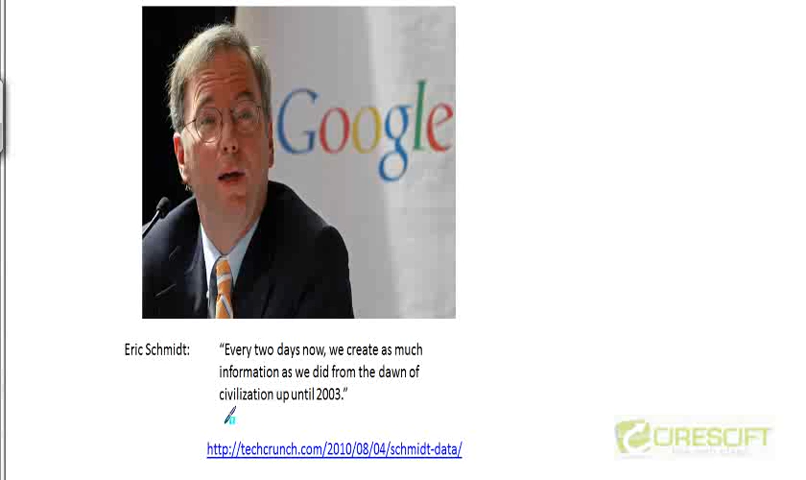 Google
Eric Schmidt: "Every two days now, we create as much
information as we did from the dawn of
civilization up until 2003."
http://techcrunch.com/2010/08/04/schmidt-data/
CIRESCIFT